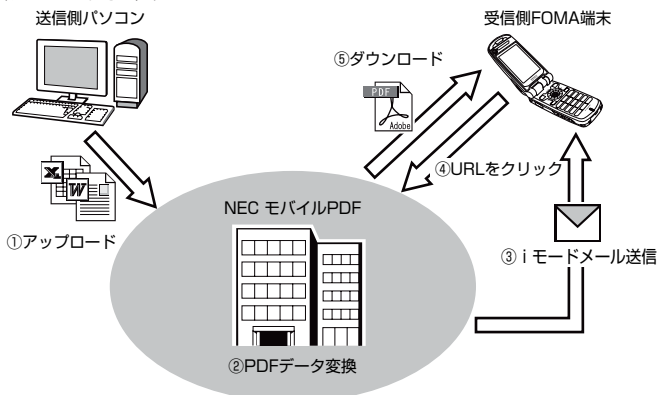 送信側パソコン
受信側FOMA端末
⑤ダウンロード
PDF
Adobe
④URLをクリック
XL
W
①アップロード
NEC モバイルPDF
③ i モードメール送信
②PDFデータ変換